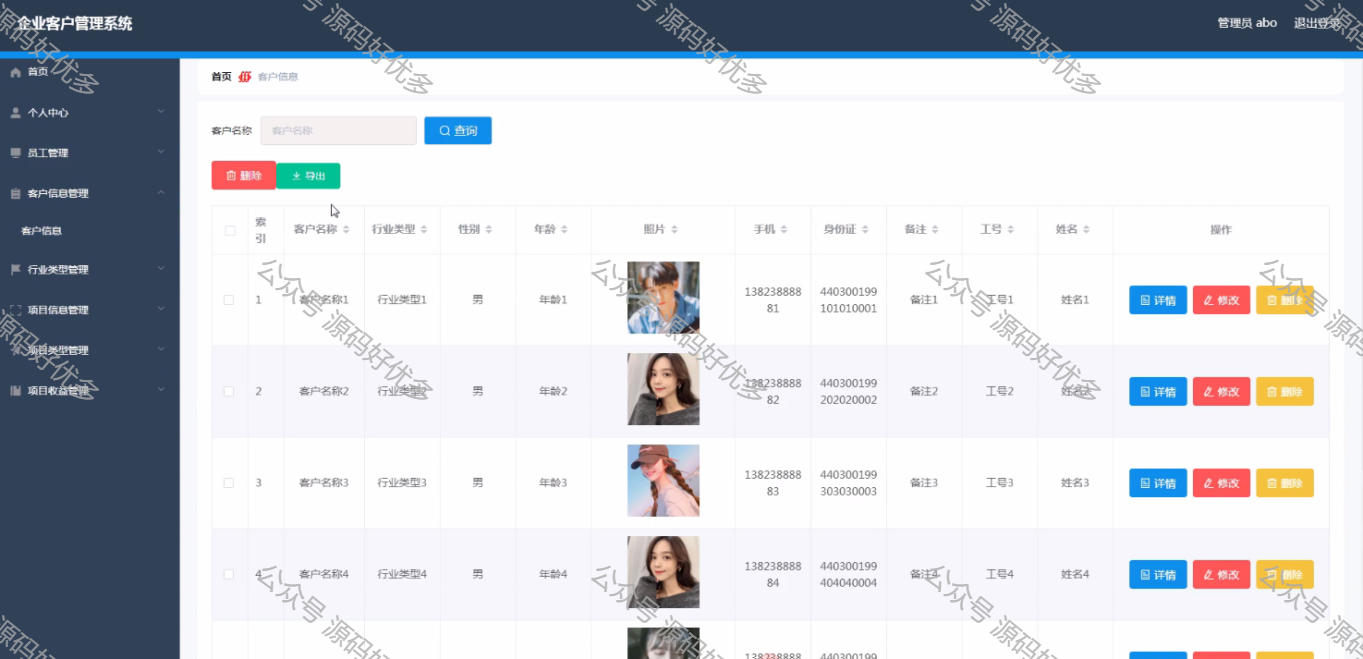 企业客户管理系统
管理员 abo 退出登录
首页
个人中心
员工管理
客户信息管理
客户信息
行业类型管理
项目信息管理
项目类型管理
项目收益管理
首页 客户信息
客户名称 客户名称 查询
删除 导出
索引 客户名称 行业类型 性别 年龄 照片 手机 身份证 备注 工号 姓名 操作
1 客户名称1 行业类型1 男 年龄1 13823888881 440300199101010001 备注1 工号1 姓名1 详情 修改 删除
2 客户名称2 行业类型2 男 年龄2 13823888882 440300199202020002 备注2 工号2 姓名2 详情 修改 删除
3 客户名称3 行业类型3 男 年龄3 13823888883 440300199303030003 备注3 工号3 姓名3 详情 修改 删除
4 客户名称4 行业类型4 男 年龄4 13823888884 440300199404040004 备注4 工号4 姓名4 详情 修改 删除
138238888 440300199
公众号 源码好优多